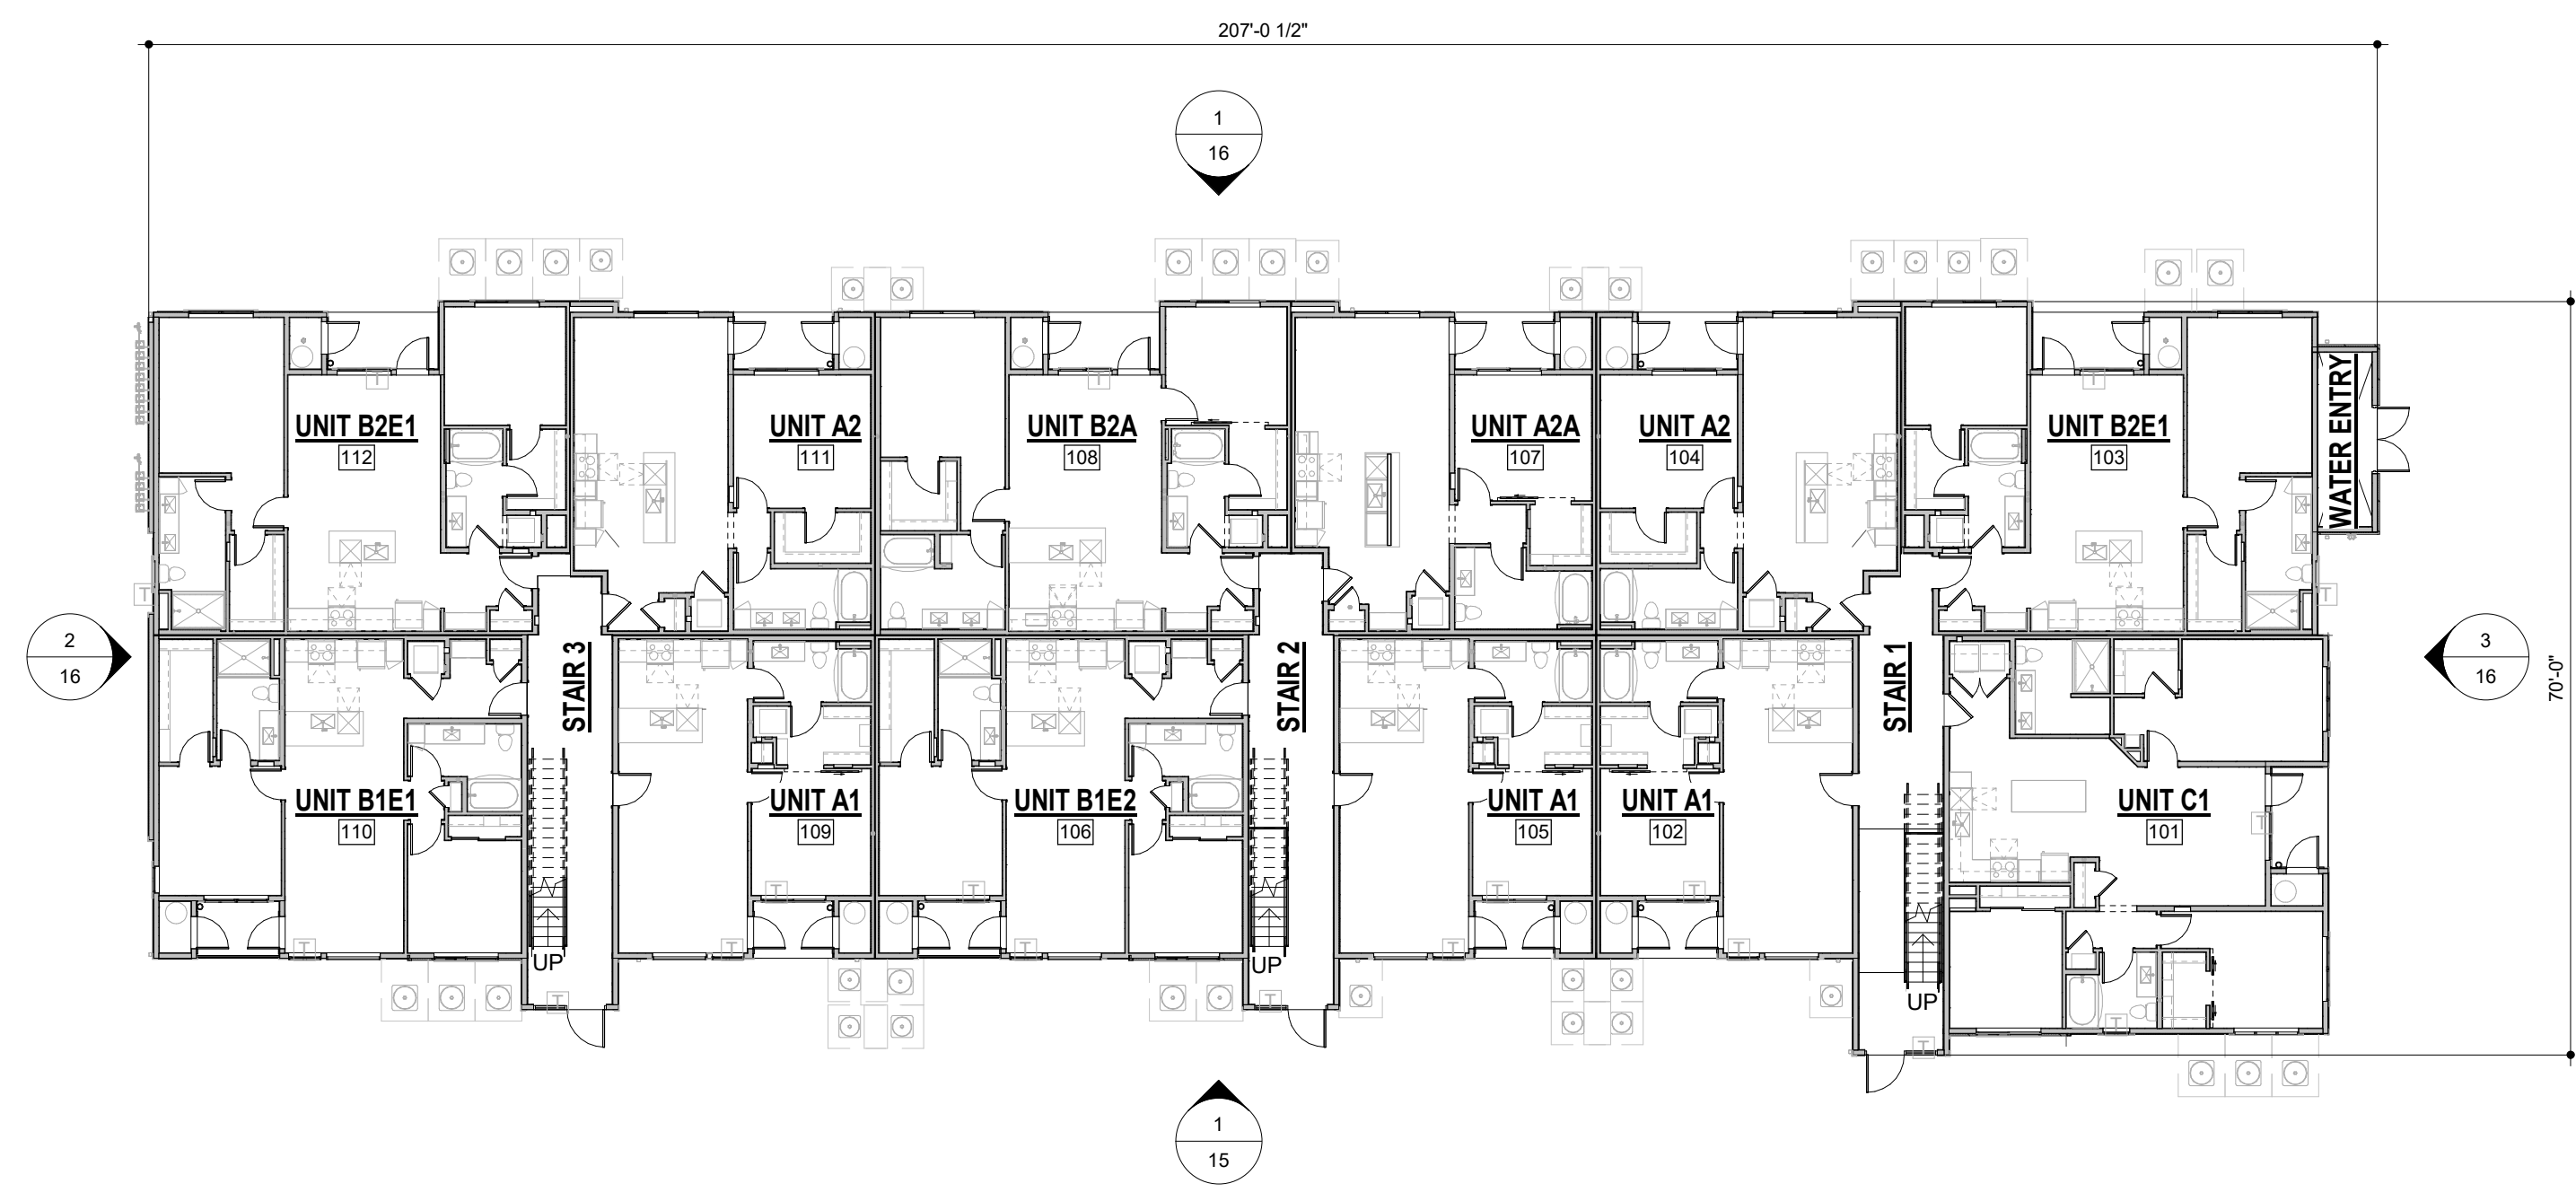 207'-0 1/2"
1
16
UNIT B2E1
112
UNIT A2
111
UNIT B2A
108
UNIT A2A
107
UNIT A2
104
UNIT B2E1
103
WATER ENTRY
T
T
T
T
T
2
16
STAIR 3
STAIR 2
STAIR 1
3
16
70'-0"
UNIT B1E1
110
UNIT A1
109
UNIT B1E2
106
UNIT A1
105
UNIT A1
102
UNIT C1
101
T
T
T
T
T
T
T
T
T
T
UP
UP
UP
T
T
T
T
1
15